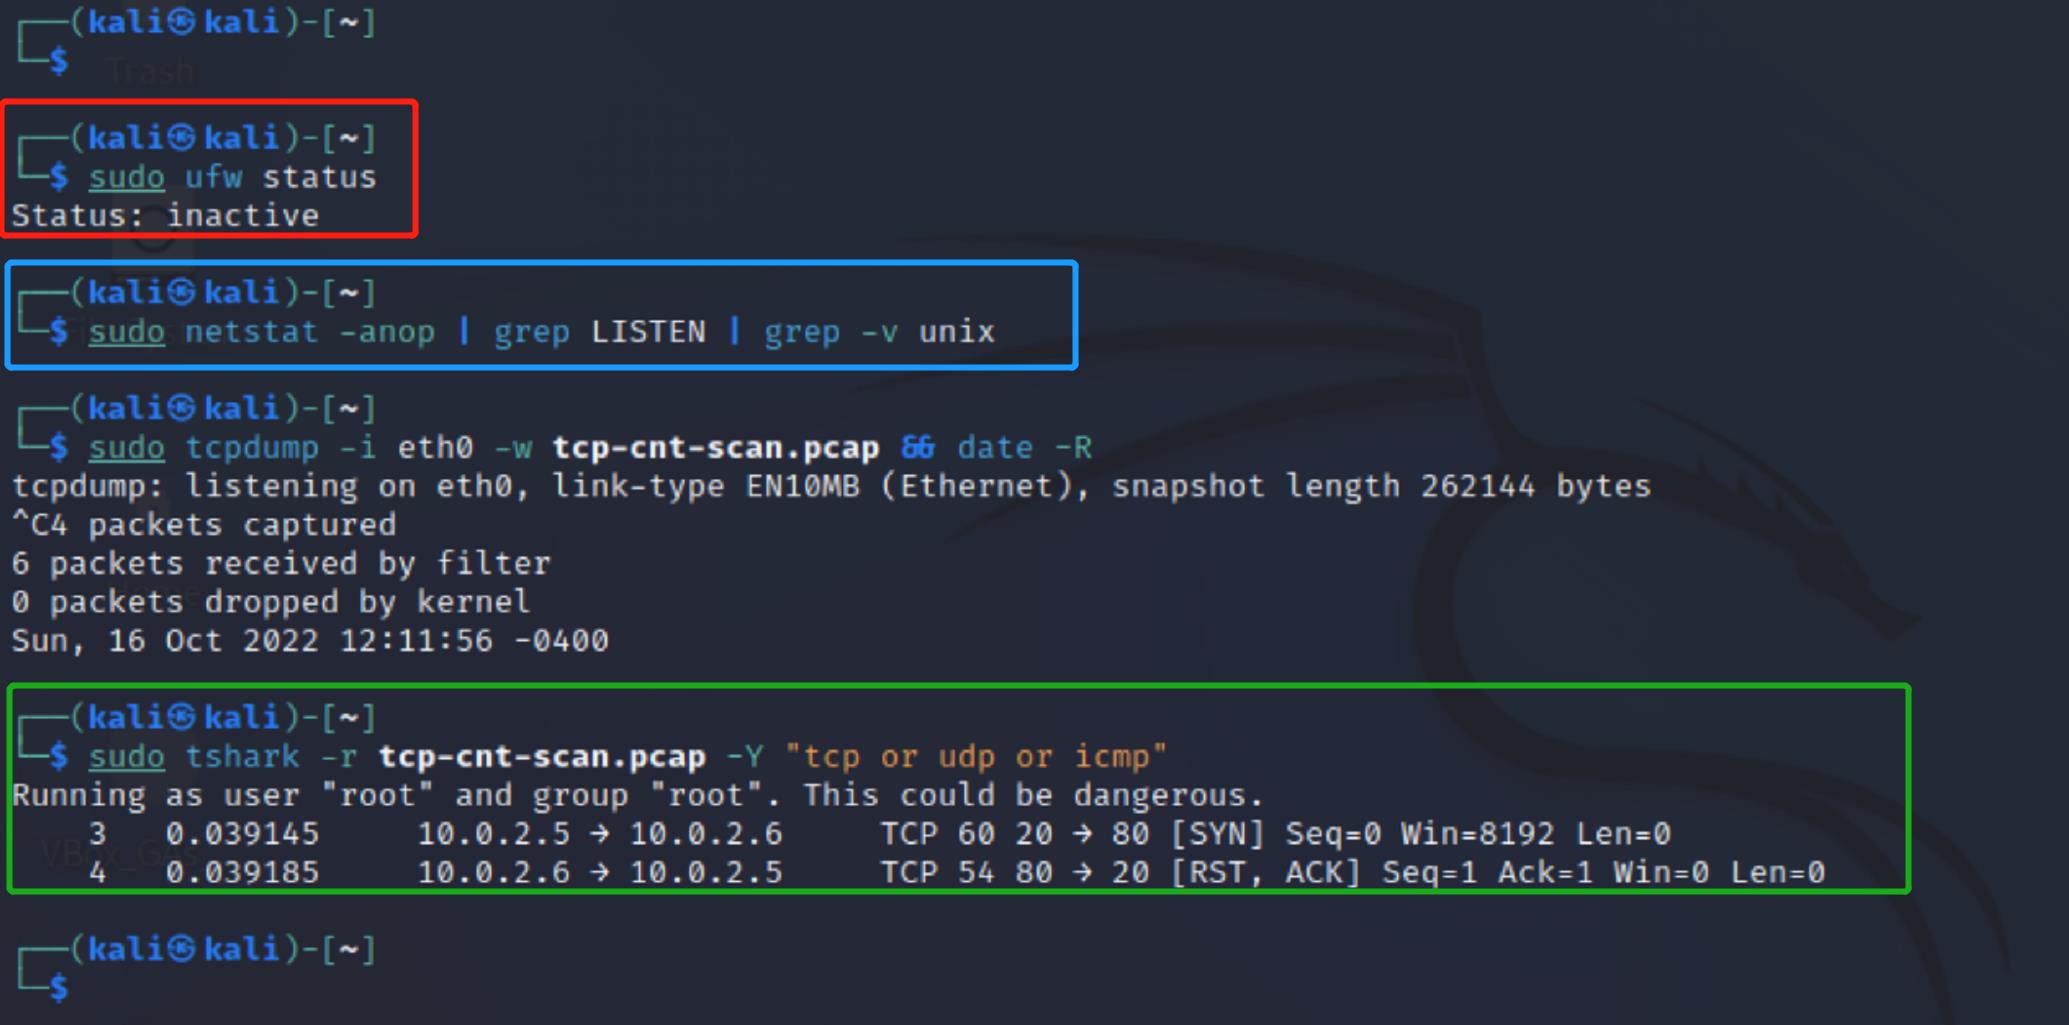 ┌──(kali㉿kali)-[~]
└─$
Trash
┌──(kali㉿kali)-[~]
└─$ sudo ufw status
Status: inactive
┌──(kali㉿kali)-[~]
└─$ sudo netstat -anop | grep LISTEN | grep -v unix
┌──(kali㉿kali)-[~]
└─$ sudo tcpdump -i eth0 -w tcp-cnt-scan.pcap && date -R
tcpdump: listening on eth0, link-type EN10MB (Ethernet), snapshot length 262144 bytes
^C4 packets captured
6 packets received by filter
0 packets dropped by kernel
Sun, 16 Oct 2022 12:11:56 -0400
┌──(kali㉿kali)-[~]
└─$ sudo tshark -r tcp-cnt-scan.pcap -Y "tcp or udp or icmp"
Running as user "root" and group "root". This could be dangerous.
    3   0.039145     10.0.2.5 → 10.0.2.6     TCP 60 20 → 80 [SYN] Seq=0 Win=8192 Len=0
    4   0.039185     10.0.2.6 → 10.0.2.5     TCP 54 80 → 20 [RST, ACK] Seq=1 Ack=1 Win=0 Len=0
┌──(kali㉿kali)-[~]
└─$